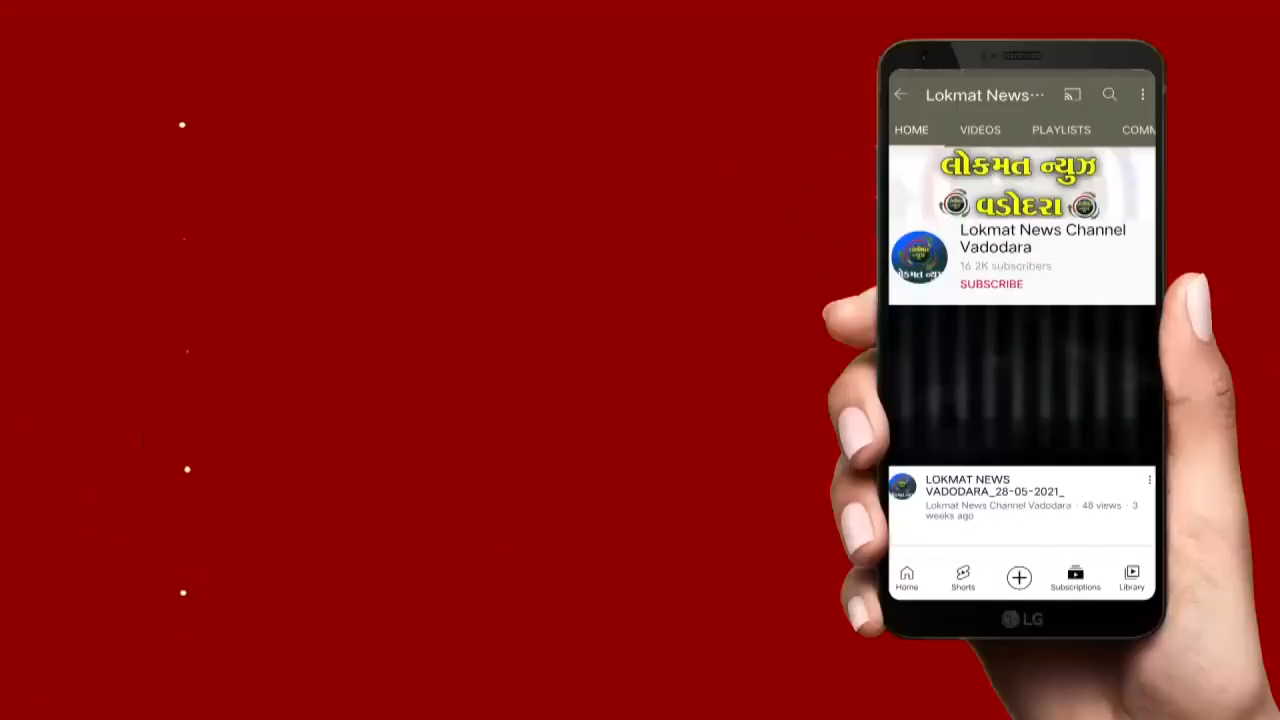 Lokmat News...
HOME VIDEOS PLAYLISTS COMM
લોકમત ન્યુઝ
વડોદરા
Lokmat News Channel
Vadodara
16.2K subscribers
SUBSCRIBE
LOKMAT NEWS
VADODARA_28-05-2021_
Lokmat News Channel Vadodara · 48 views · 3
weeks ago
Home Shorts Subscriptions Library
LG